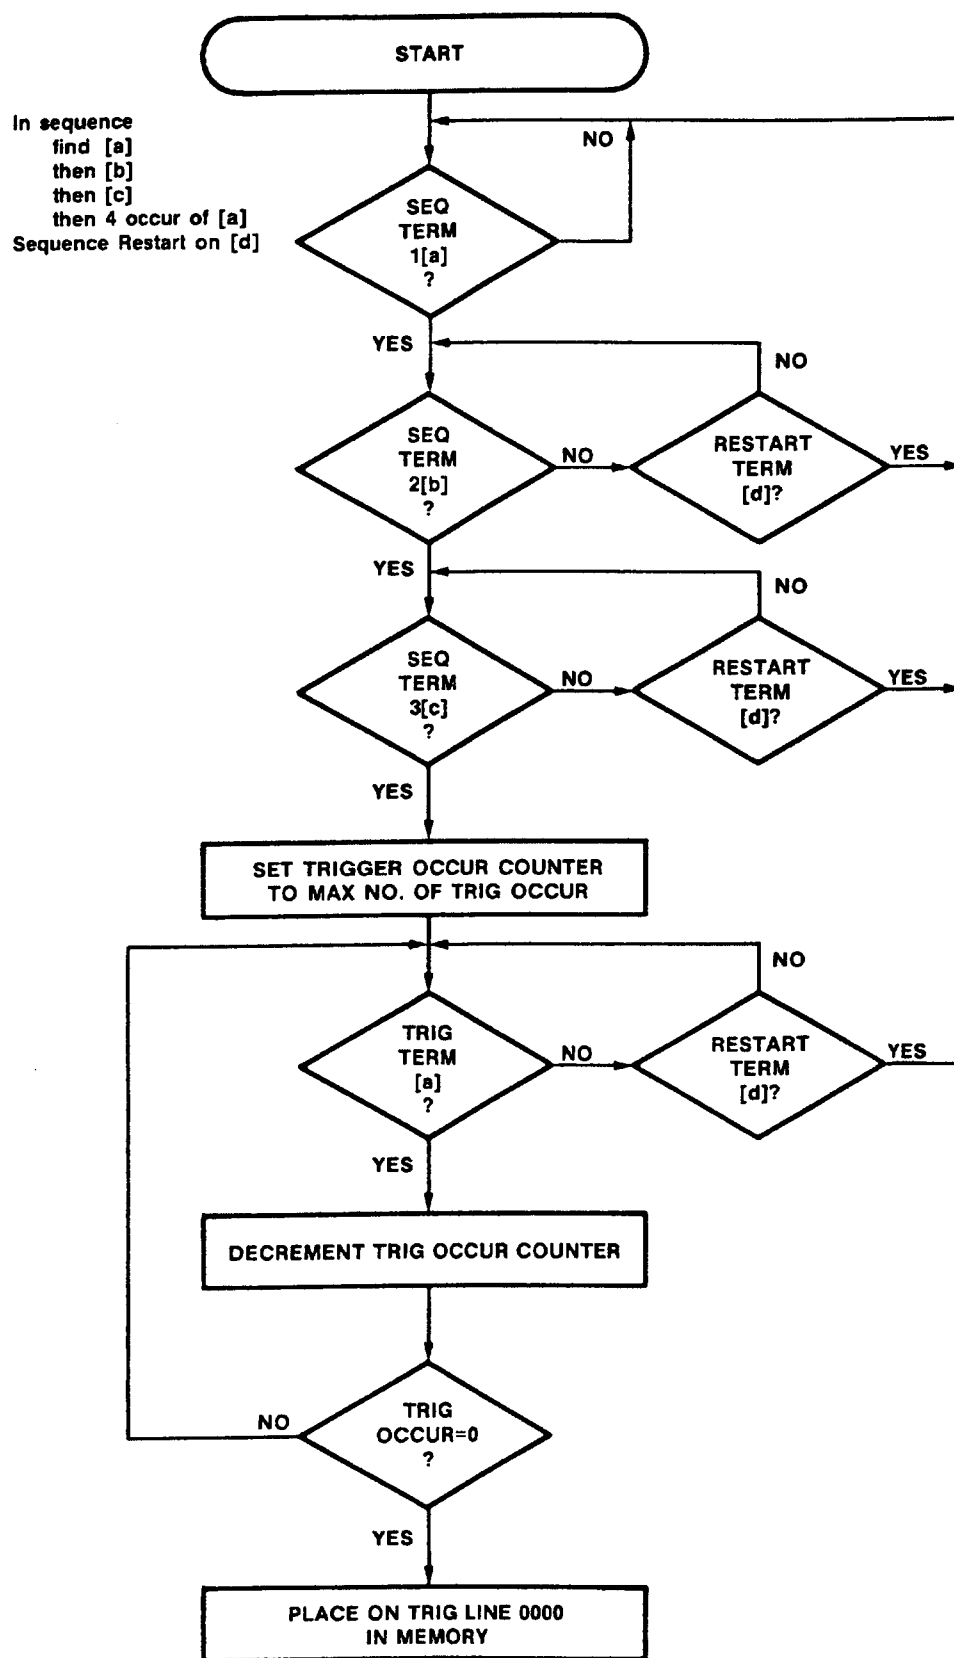 START
In sequence
find [a]
then [b]
then [c]
then 4 occur of [a]
Sequence Restart on [d]
NO
SEQ
TERM
1[a]
?
YES
NO
SEQ
TERM
2[b]
?
NO
RESTART
TERM
[d]?
YES
YES
NO
SEQ
TERM
3[c]
?
NO
RESTART
TERM
[d]?
YES
YES
SET TRIGGER OCCUR COUNTER
TO MAX NO. OF TRIG OCCUR
NO
TRIG
TERM
[a]
?
NO
RESTART
TERM
[d]?
YES
YES
DECREMENT TRIG OCCUR COUNTER
TRIG
OCCUR=0
?
NO
YES
PLACE ON TRIG LINE 0000
IN MEMORY